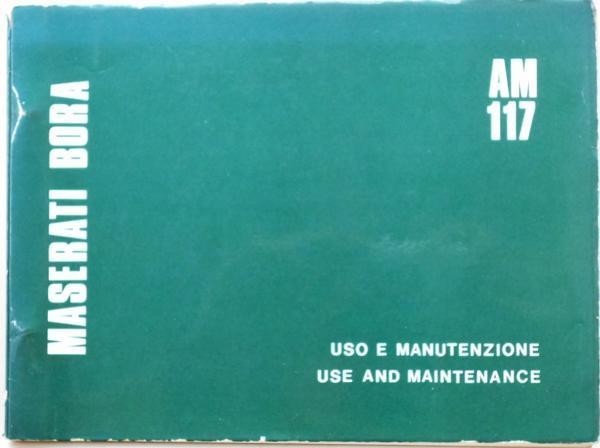 MASERATI BORA
AM
117
USO E MANUTENZIONE
USE AND MAINTENANCE